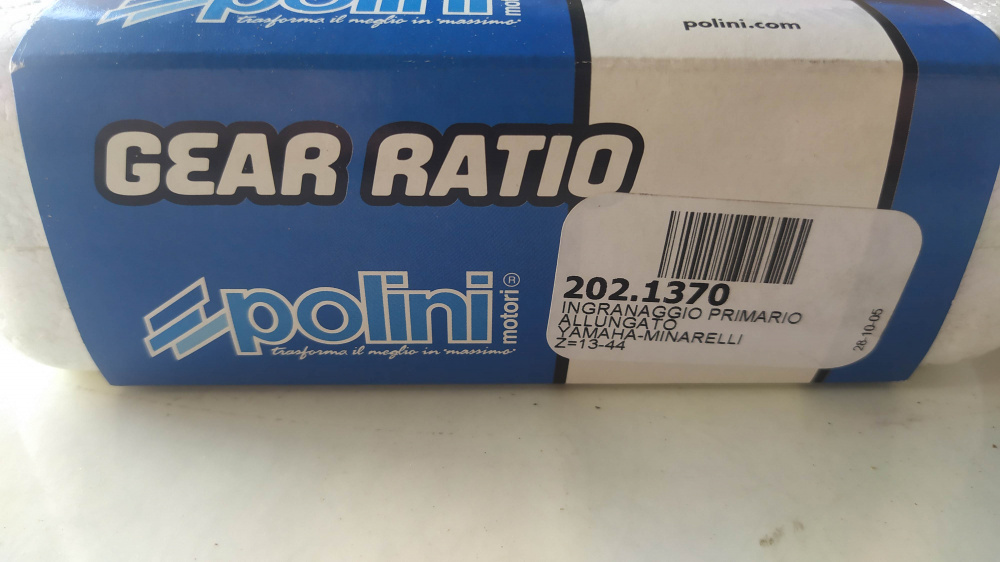 polini motori
trasforma il meglio in "massimo"
polini.com
GEAR RATIO
polini motori®
trasforma il meglio in "massimo"
202.1370
INGRANAGGIO PRIMARIO
ALLUNGATO
YAMAHA-MINARELLI
Z=13-44
28-10-06